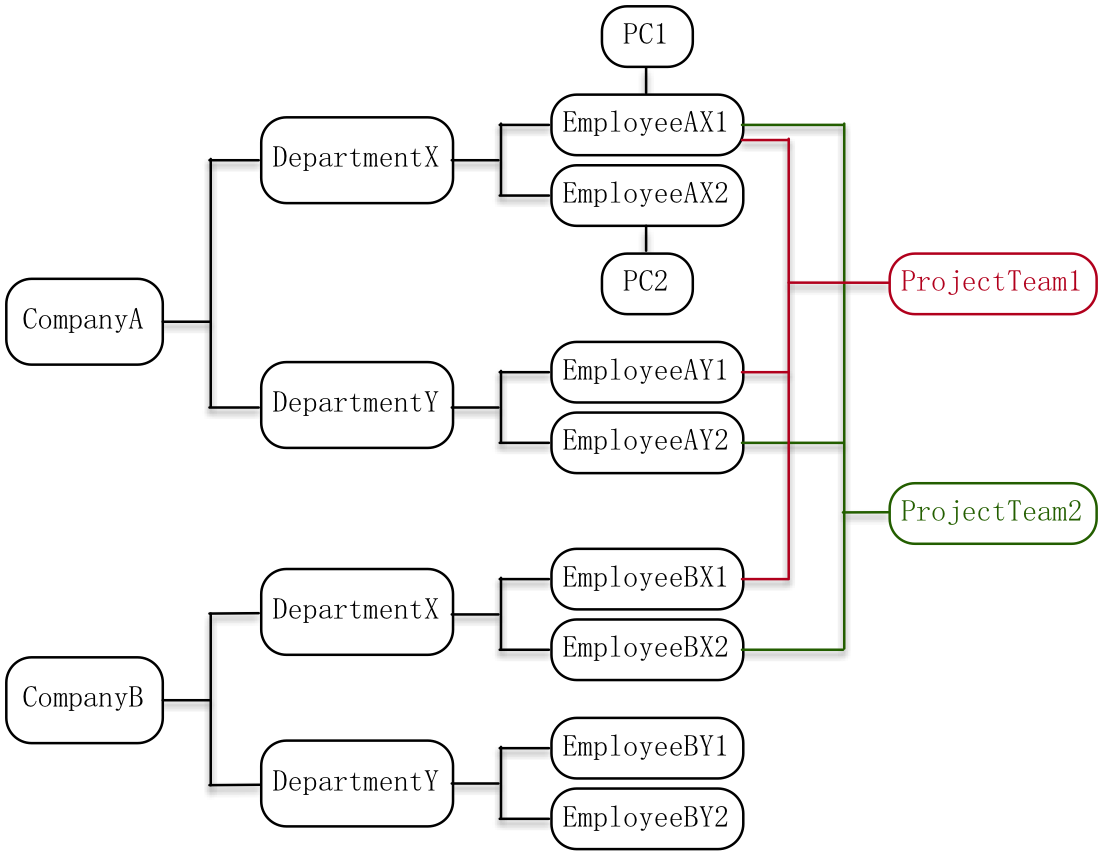 PC1
EmployeeAX1
DepartmentX
EmployeeAX2
PC2
ProjectTeam1
CompanyA
EmployeeAY1
DepartmentY
EmployeeAY2
ProjectTeam2
EmployeeBX1
DepartmentX
EmployeeBX2
CompanyB
EmployeeBY1
DepartmentY
EmployeeBY2